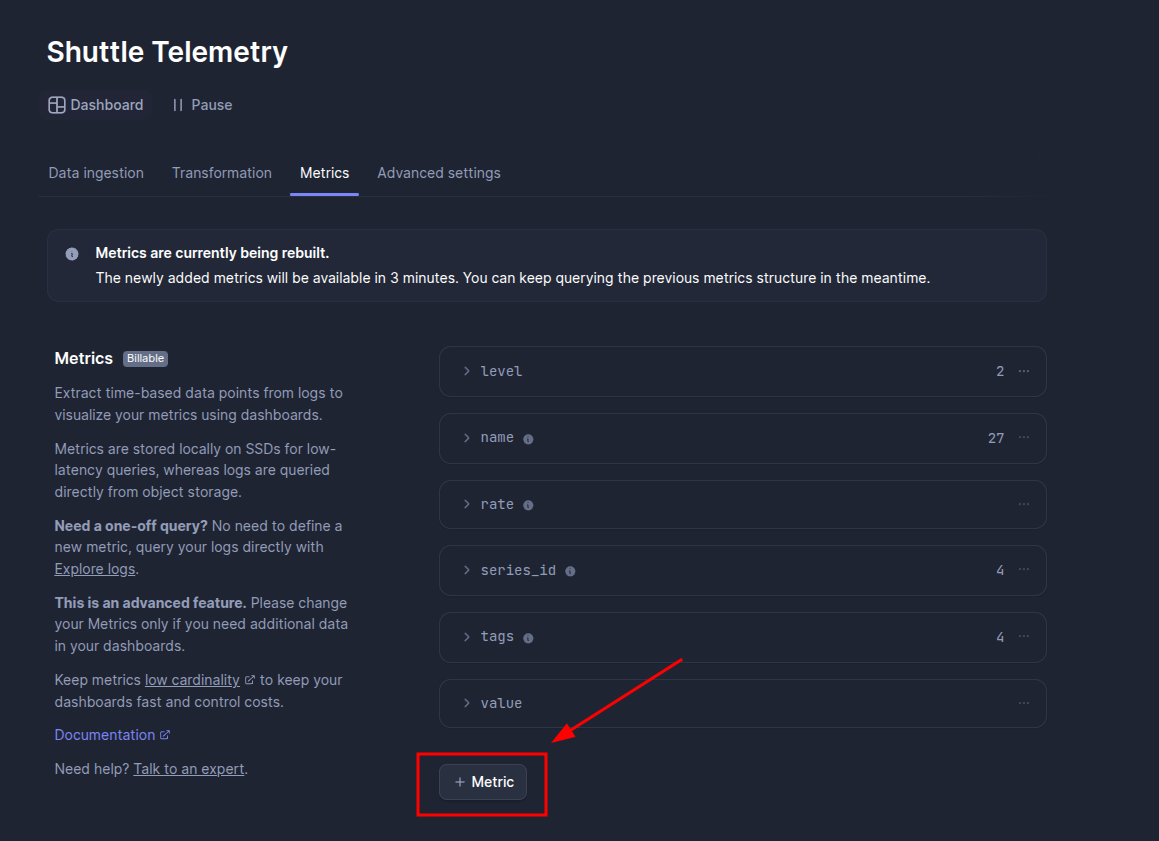 Shuttle Telemetry
Dashboard Pause
Data ingestion Transformation Metrics Advanced settings
Metrics are currently being rebuilt.
The newly added metrics will be available in 3 minutes. You can keep querying the previous metrics structure in the meantime.
Metrics Billable
Extract time-based data points from logs to
visualize your metrics using dashboards.
Metrics are stored locally on SSDs for low-
latency queries, whereas logs are queried
directly from object storage.
Need a one-off query? No need to define a
new metric, query your logs directly with
Explore logs.
This is an advanced feature. Please change
your Metrics only if you need additional data
in your dashboards.
Keep metrics low cardinality to keep your
dashboards fast and control costs.
Documentation
Need help? Talk to an expert.
level 2 ...
name 27 ...
rate ...
series_id 4 ...
tags 4 ...
value ...
+ Metric